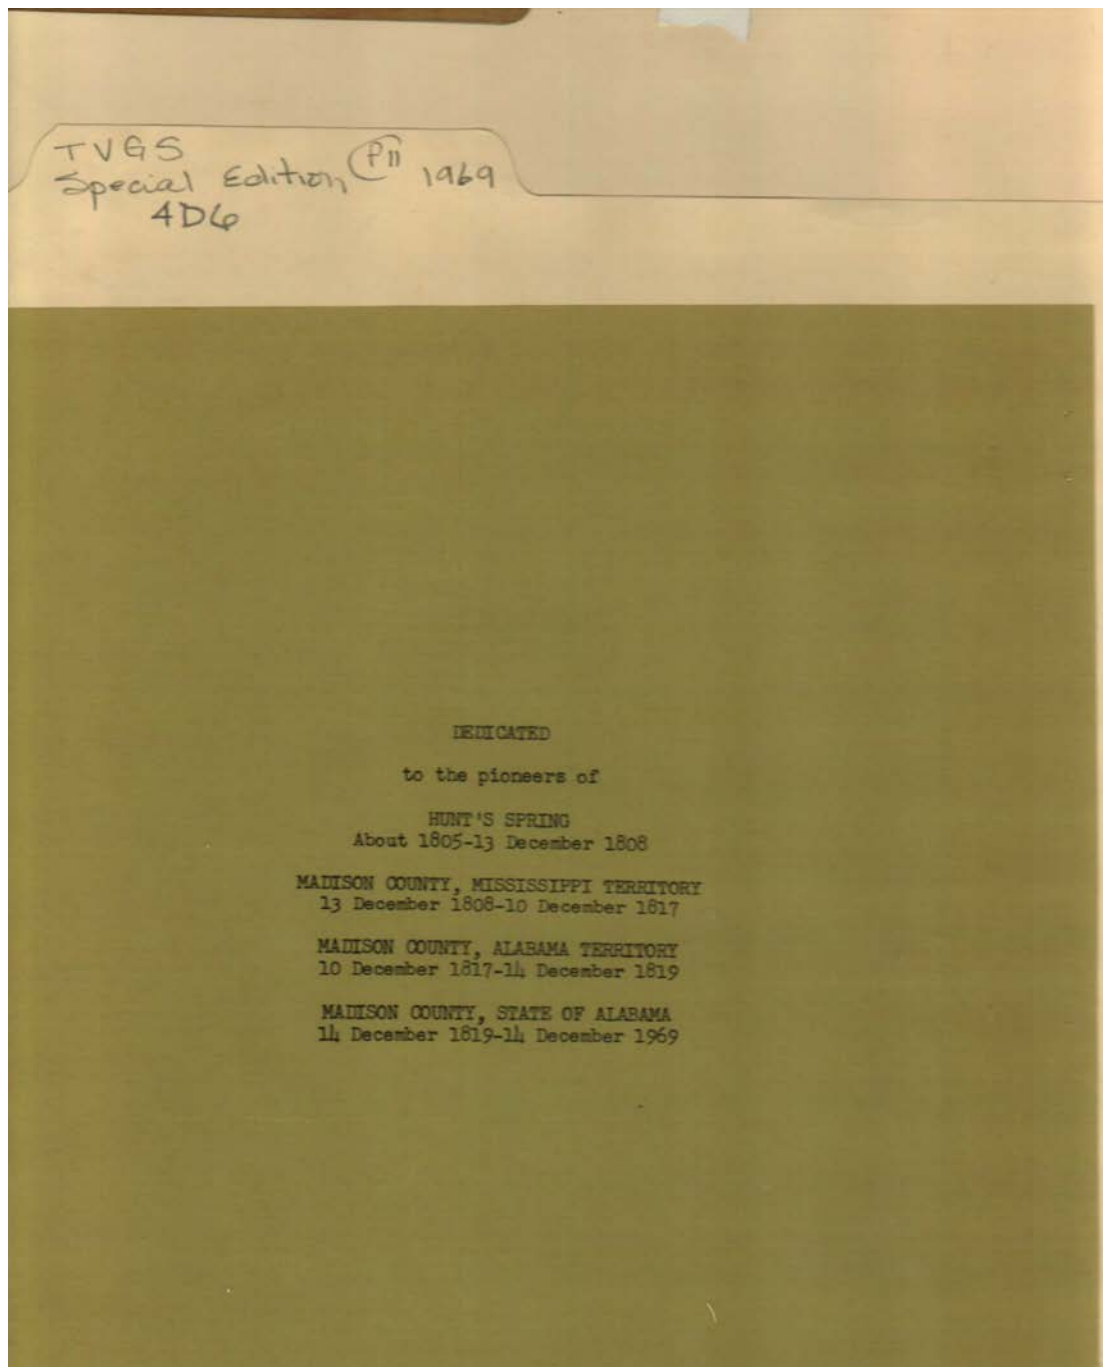 TVGS
Special Edition PII 1969
4D6
DEDICATED
to the pioneers of
HUNT'S SPRING
About 1805-13 December 1808
MADISON COUNTY, MISSISSIPPI TERRITORY
13 December 1808-10 December 1817
MADISON COUNTY, ALABAMA TERRITORY
10 December 1817-14 December 1819
MADISON COUNTY, STATE OF ALABAMA
14 December 1819-14 December 1969